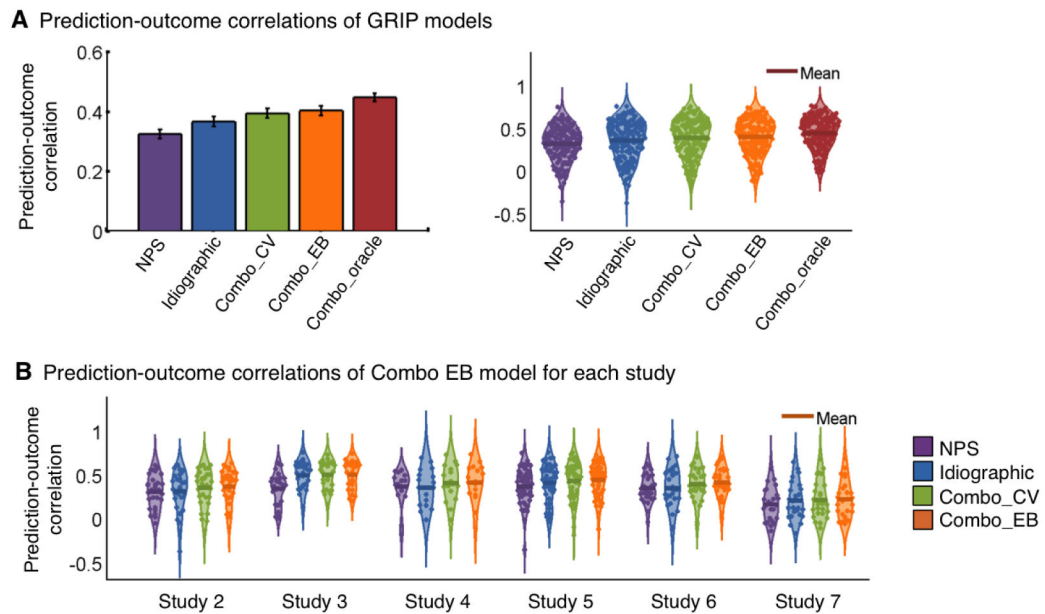 A Prediction-outcome correlations of GRIP models
Prediction-outcome
correlation
0.6
0.4
0.2
0
NPS
Idiographic
Combo_CV
Combo_EB
Combo_oracle
Mean
1
0.5
0
-0.5
NPS
Idiographic
Combo_CV
Combo_EB
Combo_oracle
B Prediction-outcome correlations of Combo EB model for each study
Prediction-outcome
correlation
1
0.5
0
-0.5
Mean
Study 2
Study 3
Study 4
Study 5
Study 6
Study 7
NPS
Idiographic
Combo_CV
Combo_EB